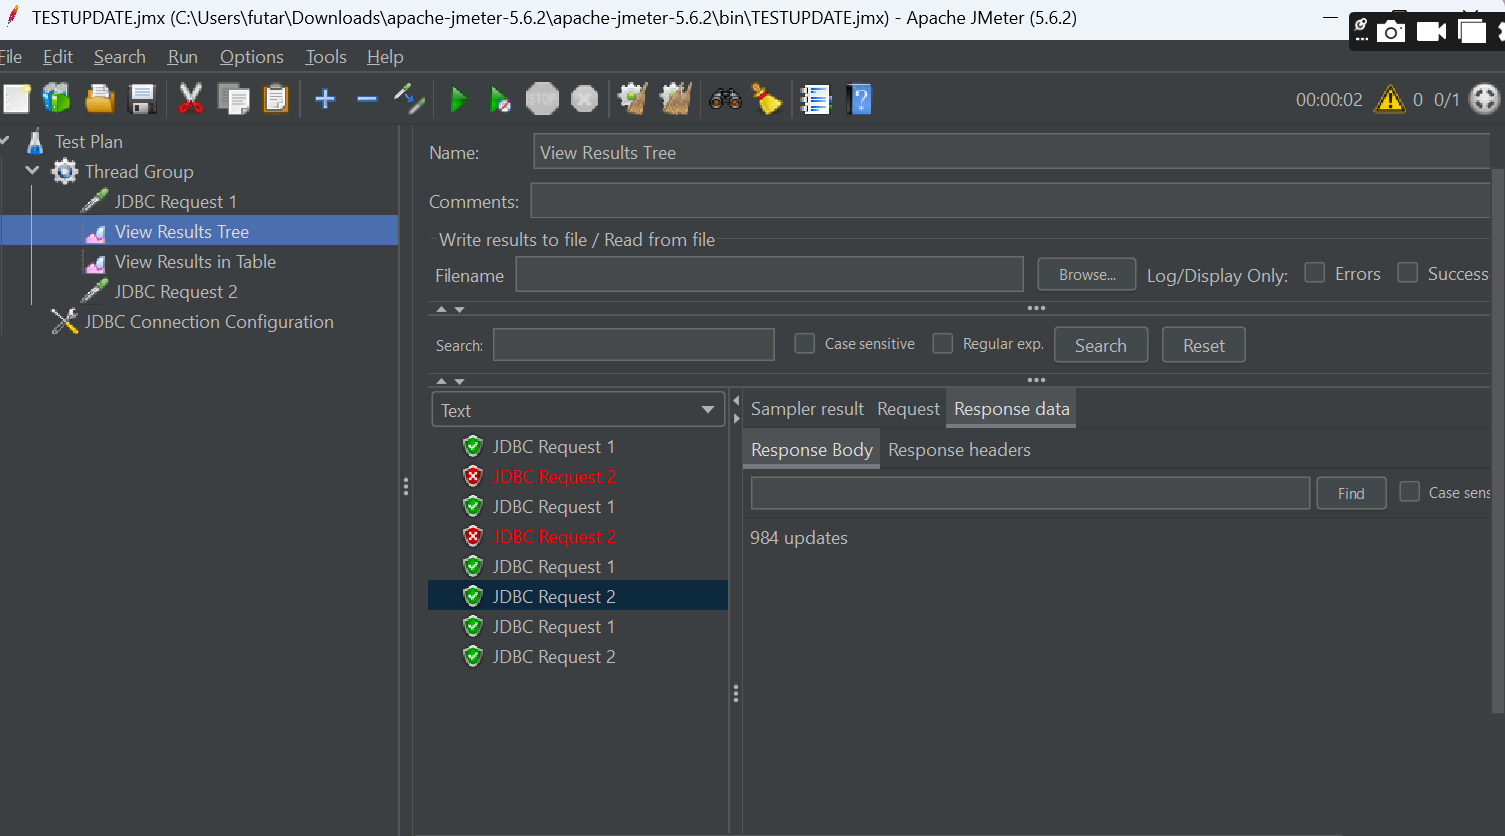 TESTUPDATE.jmx (C:\Users\futar\Downloads\apache-jmeter-5.6.2\apache-jmeter-5.6.2\bin\TESTUPDATE.jmx) - Apache JMeter (5.6.2)
File Edit Search Run Options Tools Help
STOP 00:00:02 0 0/1
Test Plan
Thread Group
JDBC Request 1
View Results Tree
View Results in Table
JDBC Request 2
JDBC Connection Configuration
Name: View Results Tree
Comments:
Write results to file / Read from file
Filename Browse... Log/Display Only: Errors Success
Search: Case sensitive Regular exp. Search Reset
Text
JDBC Request 1
JDBC Request 2
JDBC Request 1
JDBC Request 2
JDBC Request 1
JDBC Request 2
JDBC Request 1
JDBC Request 2
Sampler result Request Response data
Response Body Response headers
Find Case sens
984 updates